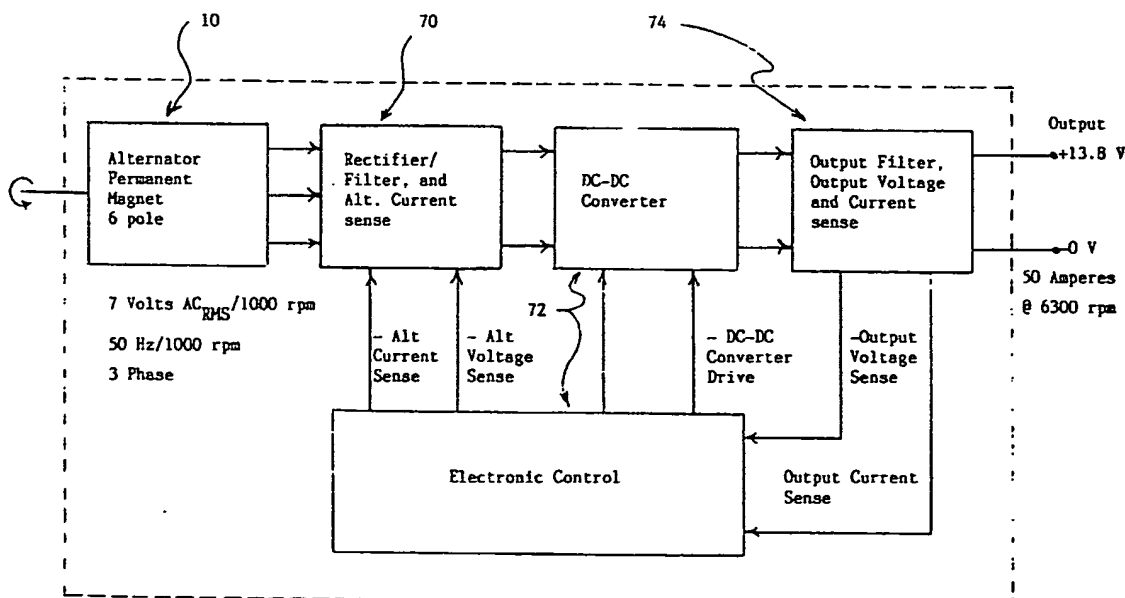 10
70
74
Alternator
Permanent
Magnet
6 pole
Rectifier/
Filter, and
Alt. Current
sense
DC-DC
Converter
Output Filter,
Output Voltage
and Current
sense
Output
+13.8 V
0 V
50 Amperes
@ 6300 rpm
7 Volts AC RMS/1000 rpm
50 Hz/1000 rpm
3 Phase
- Alt
Current
Sense
- Alt
Voltage
Sense
72
- DC-DC
Converter
Drive
-Output
Voltage
Sense
Electronic Control
Output Current
Sense